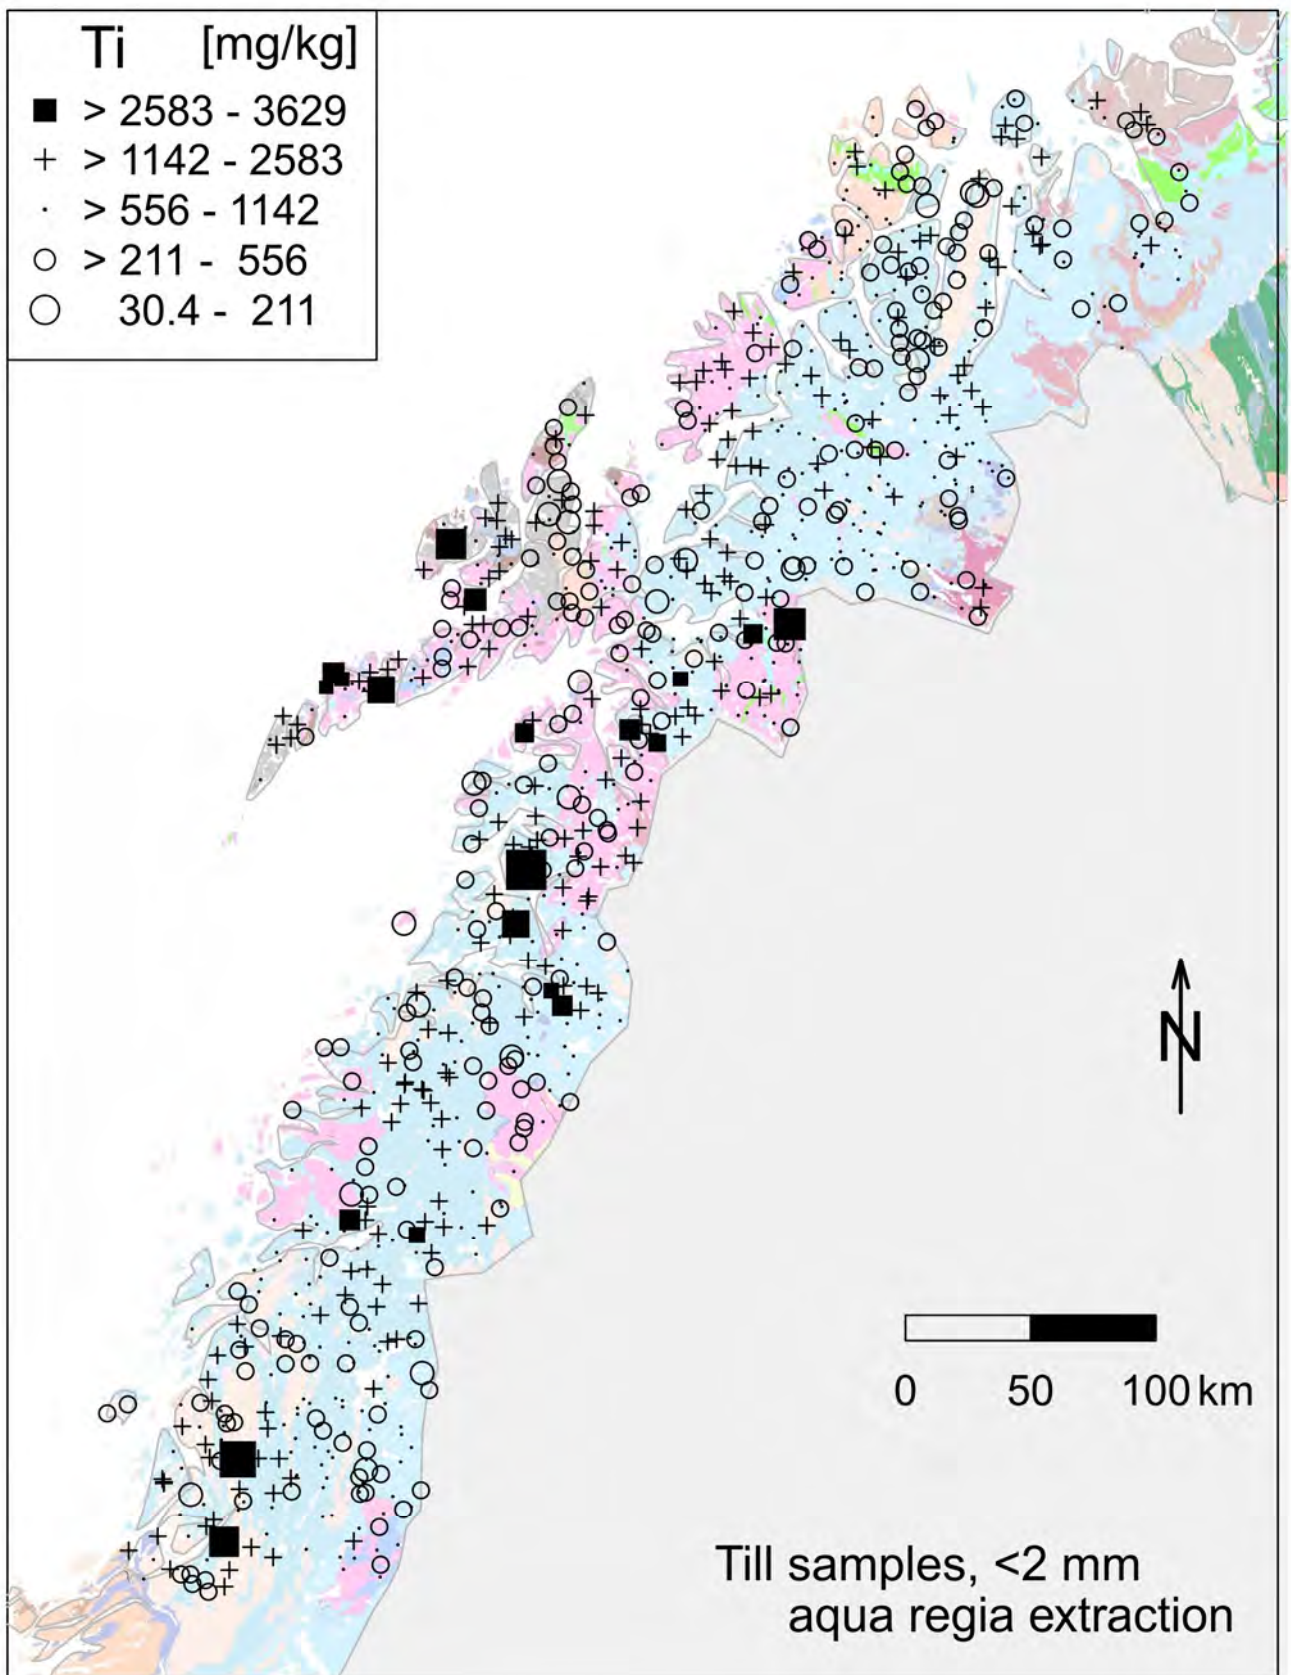 Ti [mg/kg]
> 2583 - 3629
> 1142 - 2583
> 556 - 1142
> 211 - 556
30.4 - 211
N
0 50 100 km
Till samples, <2 mm
aqua regia extraction